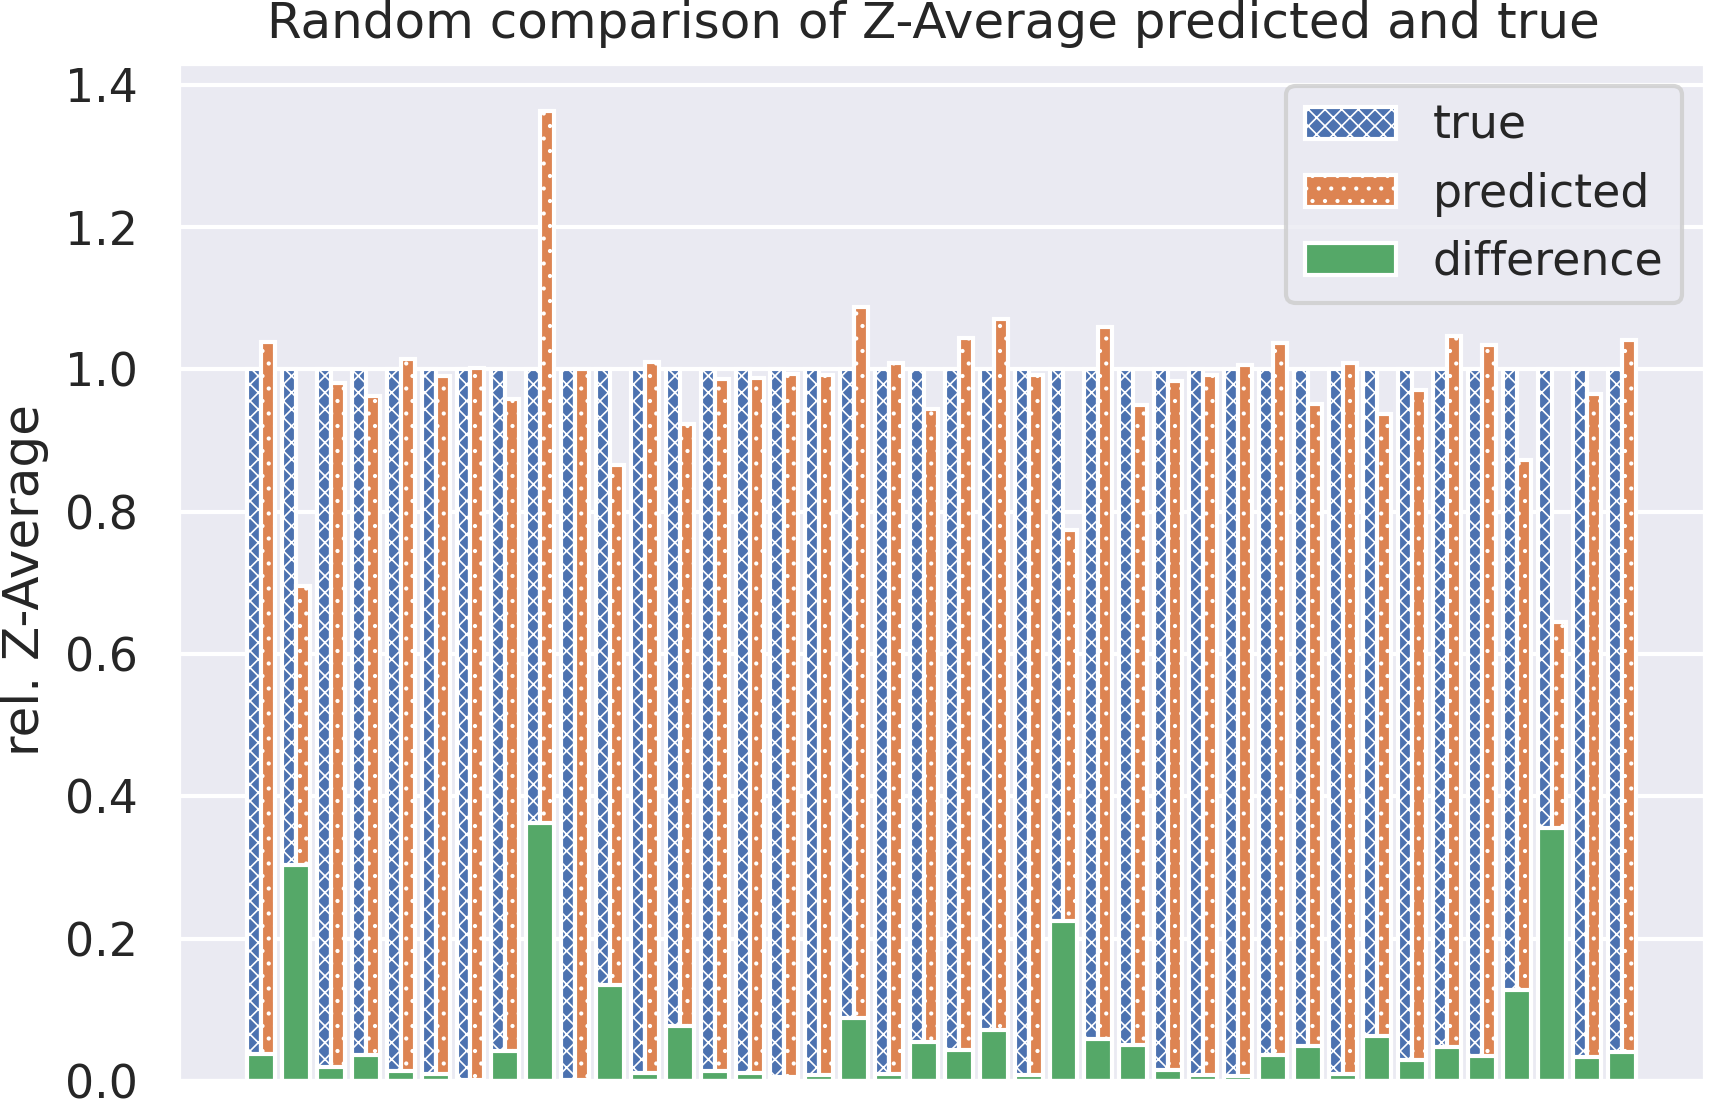 Random comparison of Z-Average predicted and true
1.4
1.2
1.0
0.8
0.6
0.4
0.2
0.0
rel. Z-Average
true
predicted
difference